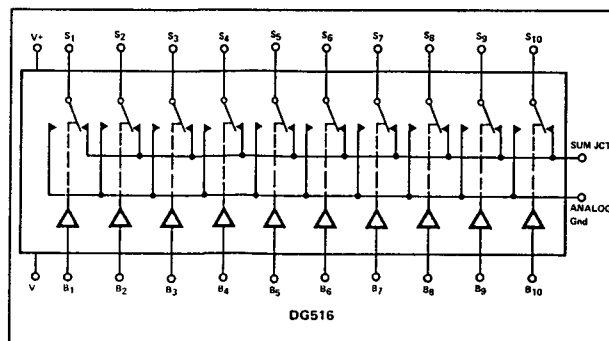 V+ S1 S2 S3 S4 S5 S6 S7 S8 S9 S10
SUM JCT
ANALOG
Gnd
V B1 B2 B3 B4 B5 B6 B7 B8 B9 B10
DG516